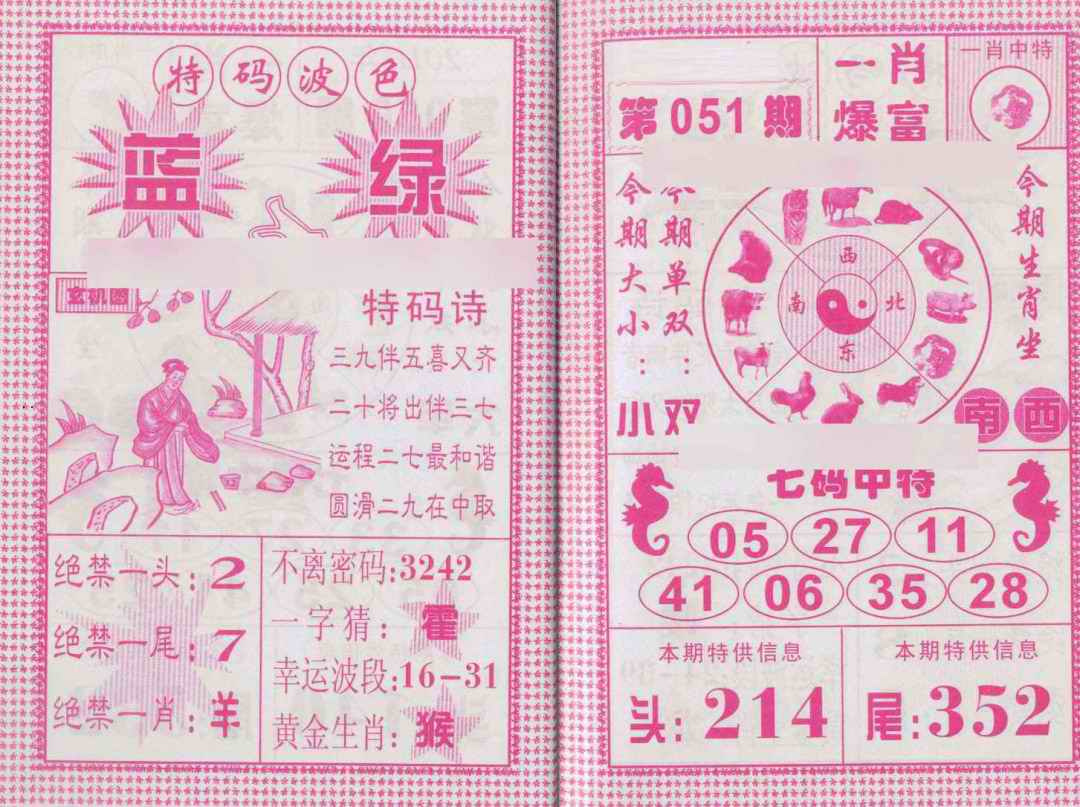 特码波色
蓝 绿
玄机图
特码诗
三九伴五喜又齐
二十将出伴三七
运程二七最和谐
圆滑二九在中取
绝禁一头:2
绝禁一尾:7
绝禁一肖:羊
不离密码:3242
一字猜:霍
幸运波段:16-31
黄金生肖:猴
第051期
一肖
爆富
一肖中特
今期大小:小
今期单双:双
西
南 北
东
今期生肖坐
南西
七码中特
05 27 11
41 06 35 28
本期特供信息
头:214
本期特供信息
尾:352